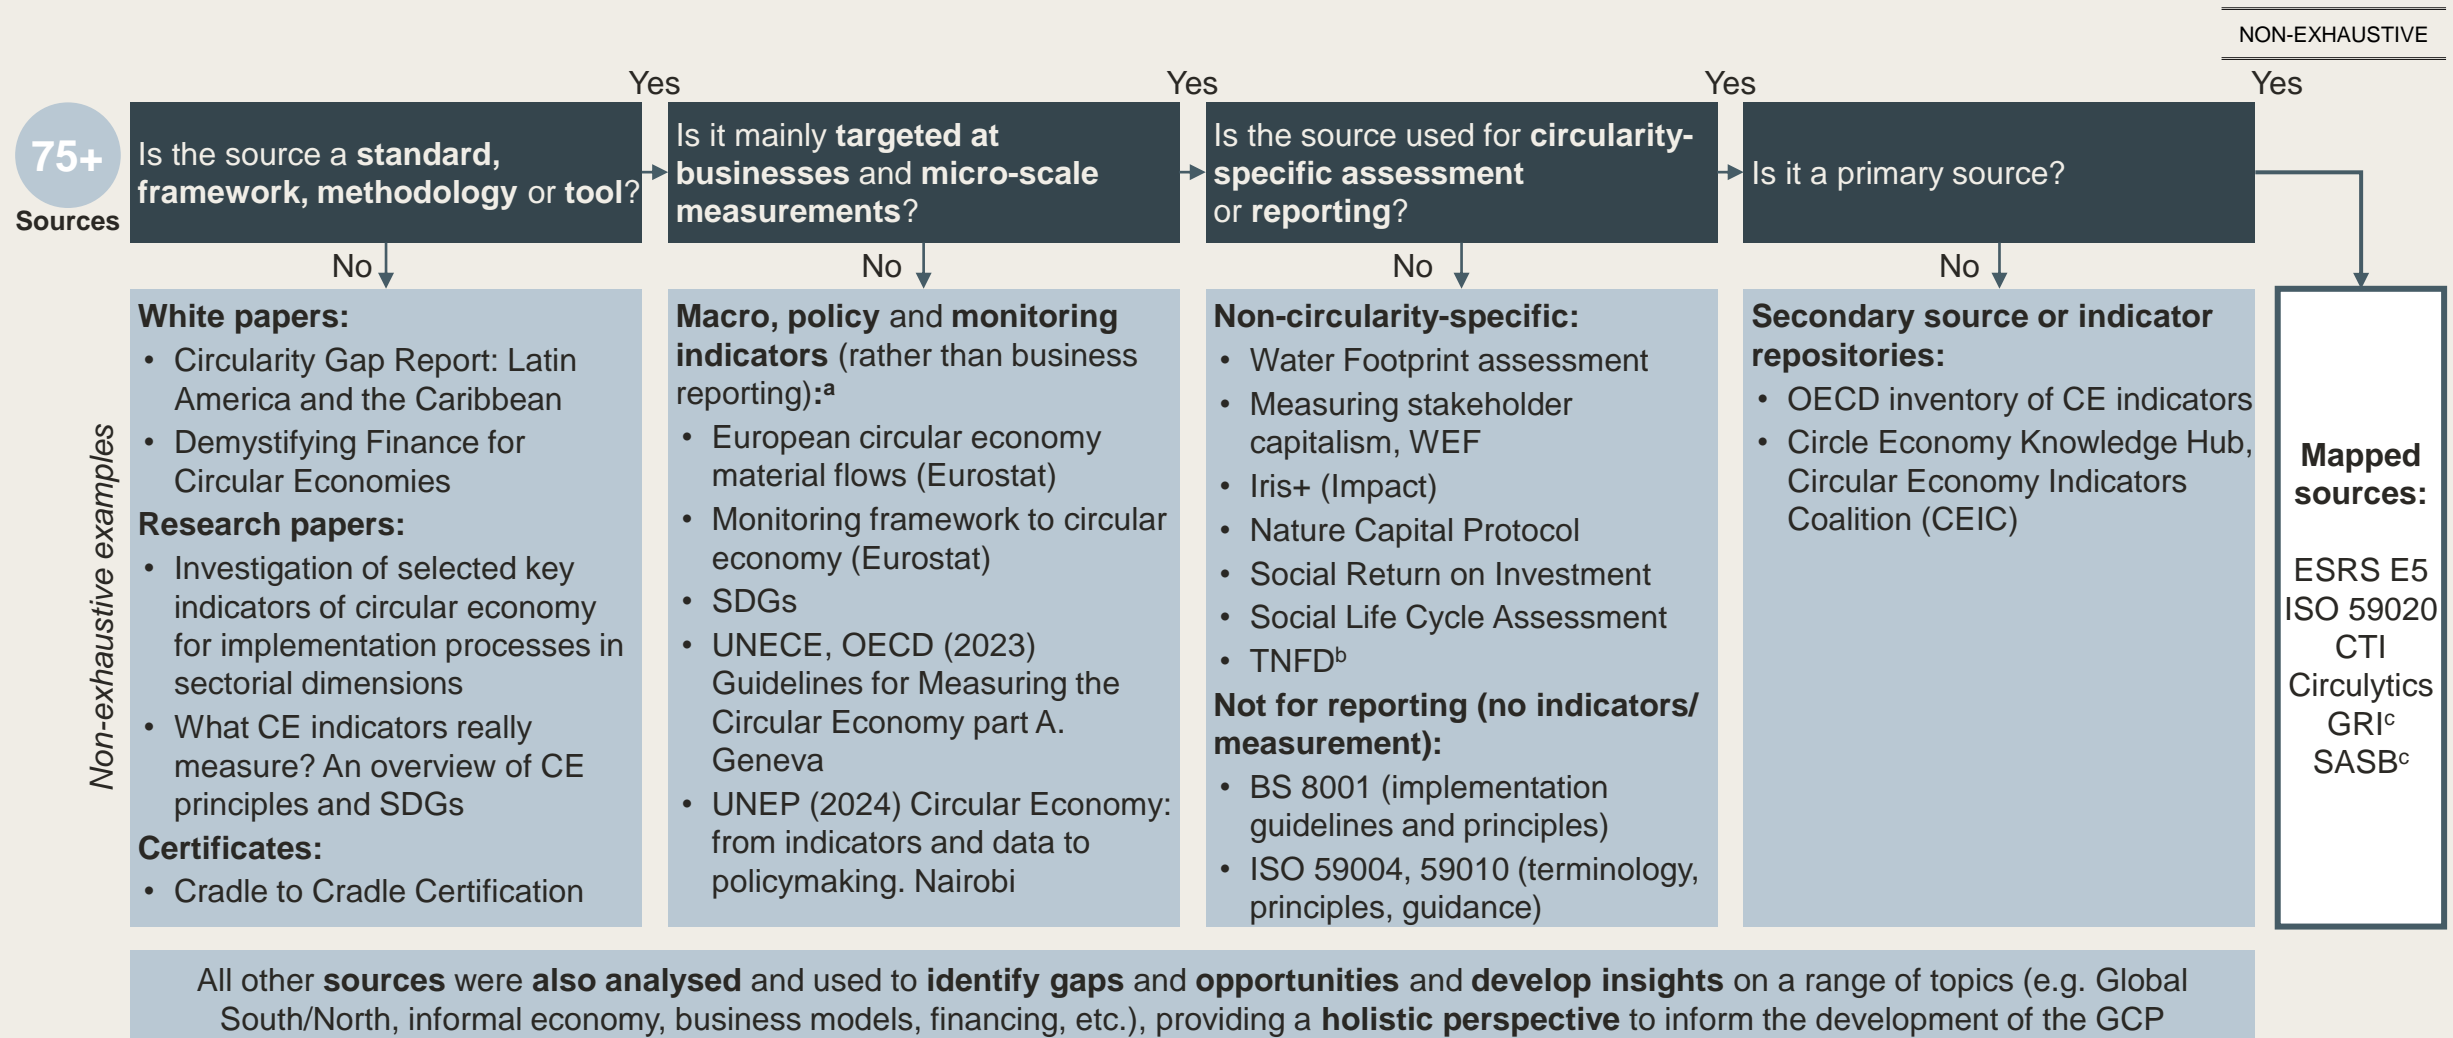 NON-EXHAUSTIVE
75+
Sources
Is the source a standard,
framework, methodology or tool?
Yes
Is it mainly targeted at
businesses and micro-scale
measurements?
Yes
Is the source used for circularity-
specific assessment
or reporting?
Yes
Is it a primary source?
Yes
No
No
No
No
Non-exhaustive examples
White papers:
• Circularity Gap Report: Latin
America and the Caribbean
• Demystifying Finance for
Circular Economies
Research papers:
• Investigation of selected key
indicators of circular economy
for implementation processes in
sectorial dimensions
• What CE indicators really
measure? An overview of CE
principles and SDGs
Certificates:
• Cradle to Cradle Certification
Macro, policy and monitoring
indicators (rather than business
reporting):ᵃ
• European circular economy
material flows (Eurostat)
• Monitoring framework to circular
economy (Eurostat)
• SDGs
• UNECE, OECD (2023)
Guidelines for Measuring the
Circular Economy part A.
Geneva
• UNEP (2024) Circular Economy:
from indicators and data to
policymaking. Nairobi
Non-circularity-specific:
• Water Footprint assessment
• Measuring stakeholder
capitalism, WEF
• Iris+ (Impact)
• Nature Capital Protocol
• Social Return on Investment
• Social Life Cycle Assessment
• TNFDᵇ
Not for reporting (no indicators/
measurement):
• BS 8001 (implementation
guidelines and principles)
• ISO 59004, 59010 (terminology,
principles, guidance)
Secondary source or indicator
repositories:
• OECD inventory of CE indicators
• Circle Economy Knowledge Hub,
Circular Economy Indicators
Coalition (CEIC)
Mapped
sources:
ESRS E5
ISO 59020
CTI
Circulytics
GRIᶜ
SASBᶜ
All other sources were also analysed and used to identify gaps and opportunities and develop insights on a range of topics (e.g. Global
South/North, informal economy, business models, financing, etc.), providing a holistic perspective to inform the development of the GCP